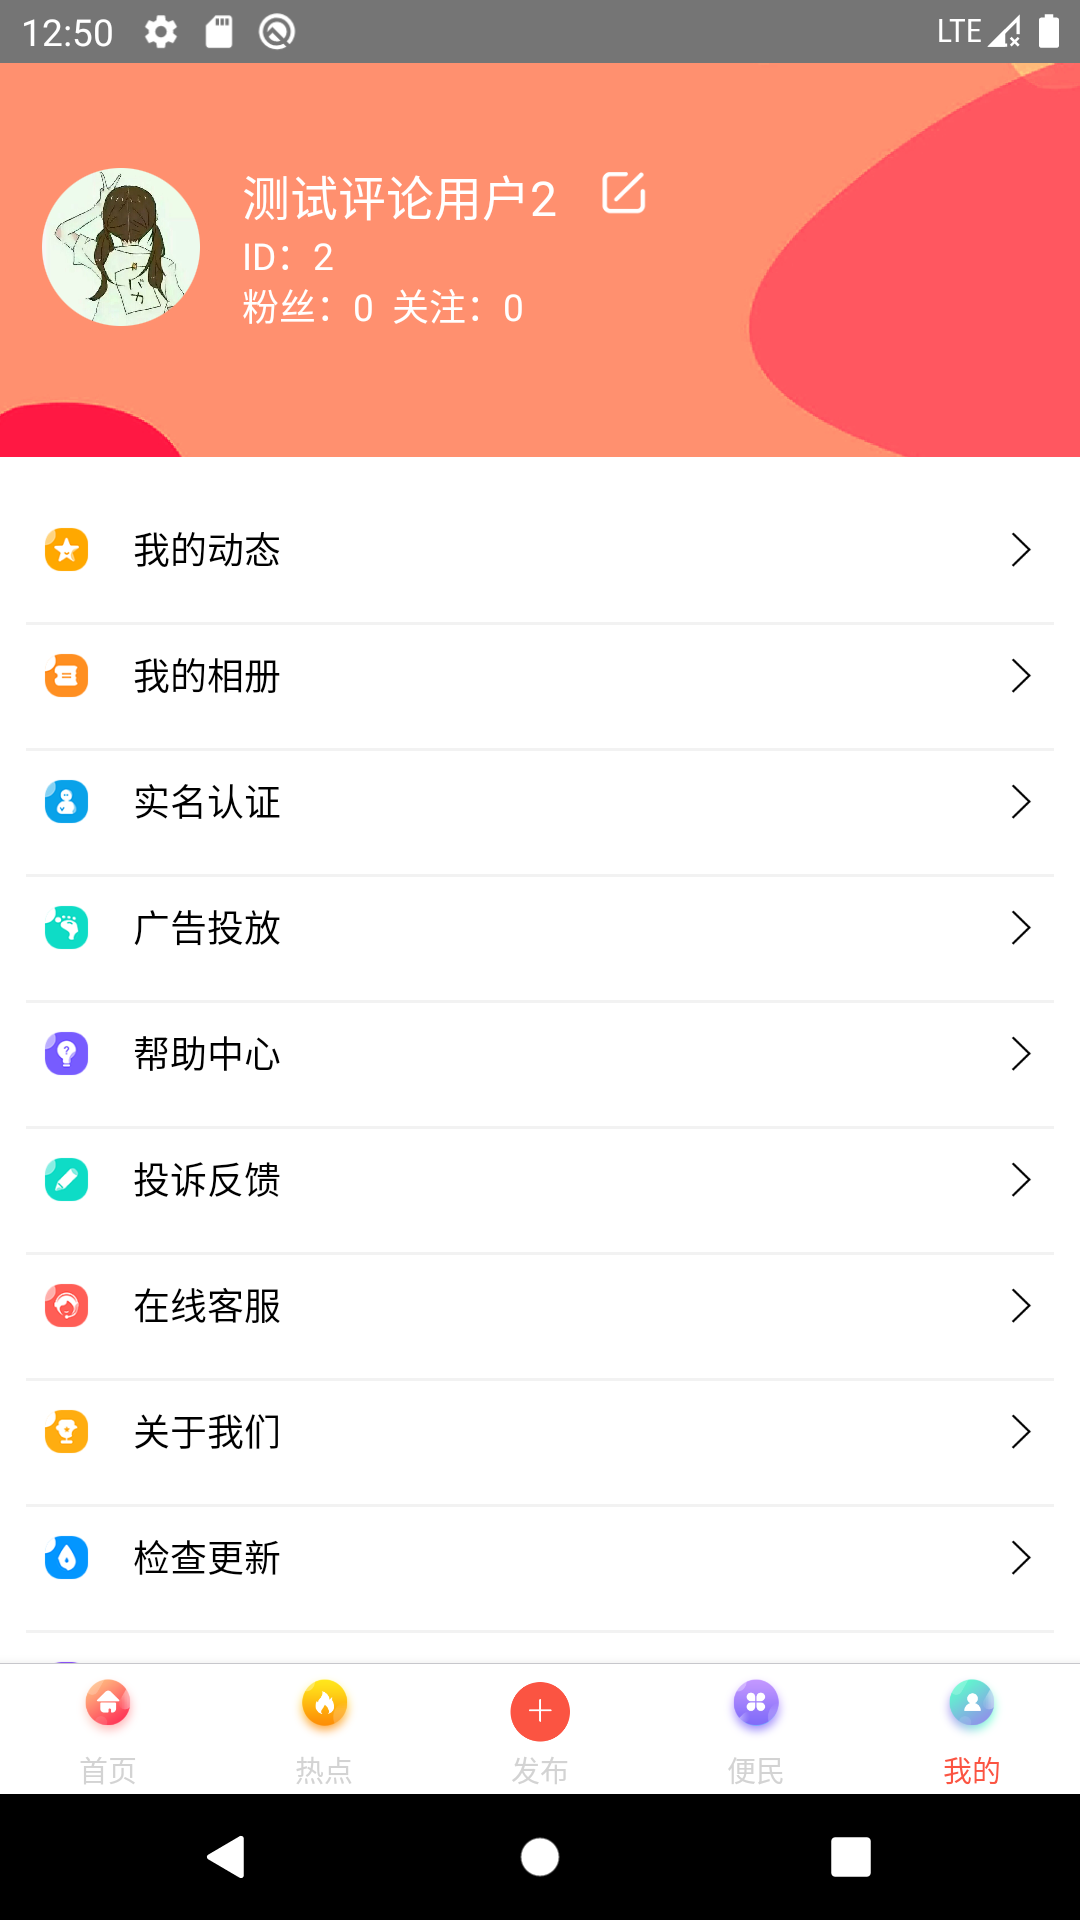 12:50
LTE
测试评论用户2
ID：2
粉丝：0 关注：0
我的动态
我的相册
实名认证
广告投放
帮助中心
投诉反馈
在线客服
关于我们
检查更新
首页
热点
发布
便民
我的